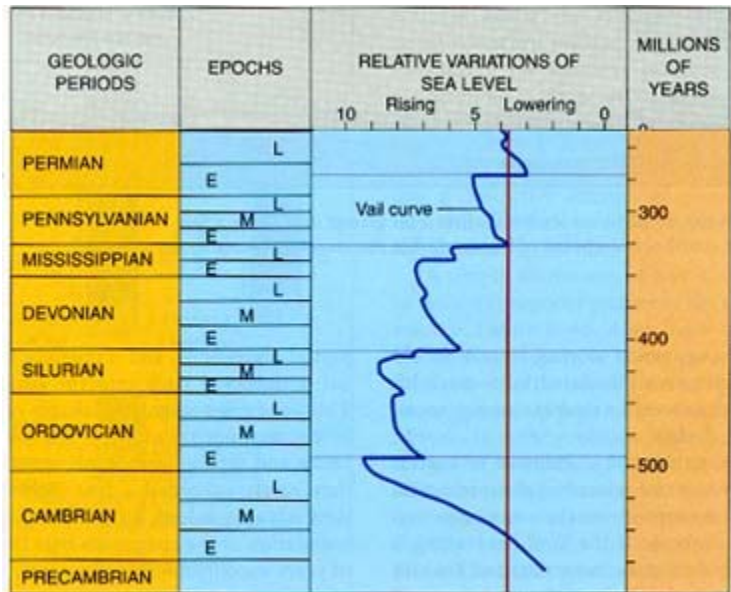 GEOLOGIC
PERIODS
EPOCHS
RELATIVE VARIATIONS OF
SEA LEVEL
Rising
Lowering
10
5
0
MILLIONS
OF
YEARS
PERMIAN
L
E
PENNSYLVANIAN
L
M
E
MISSISSIPPIAN
L
E
DEVONIAN
L
M
E
SILURIAN
L
M
E
ORDOVICIAN
L
M
E
CAMBRIAN
L
M
E
PRECAMBRIAN
Vail curve
300
400
500